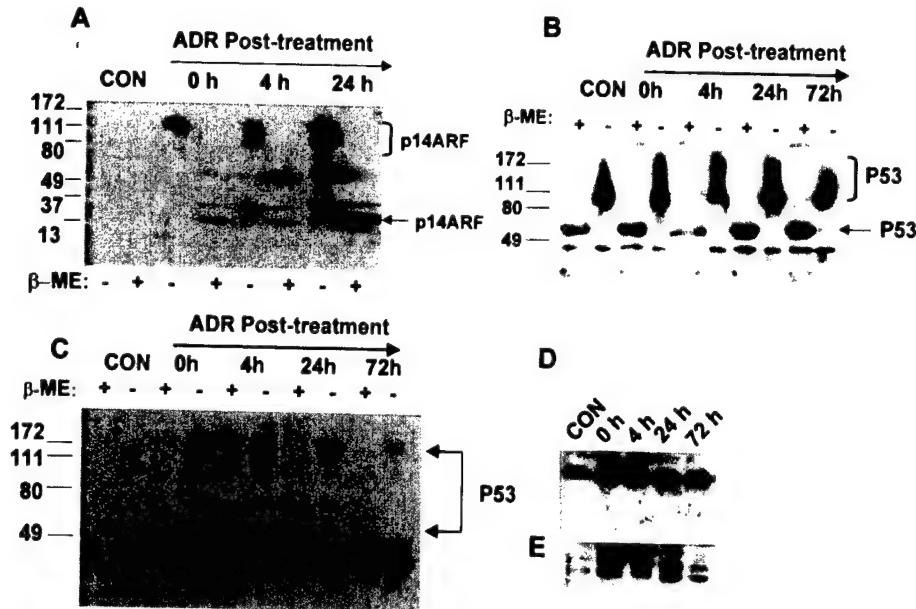 A
ADR Post-treatment
CON 0 h 4 h 24 h
172
111
80
49
37
13
p14ARF
p14ARF
β-ME: - + - + - + - +
B
ADR Post-treatment
CON 0h 4h 24h 72h
β-ME: + - + - + - + - + -
172
111
80
49
P53
P53
C
ADR Post-treatment
CON 0h 4h 24h 72h
β-ME: + - + - + - + - + -
172
111
80
49
P53
D
CON 0 h 4 h 24 h 72 h
E